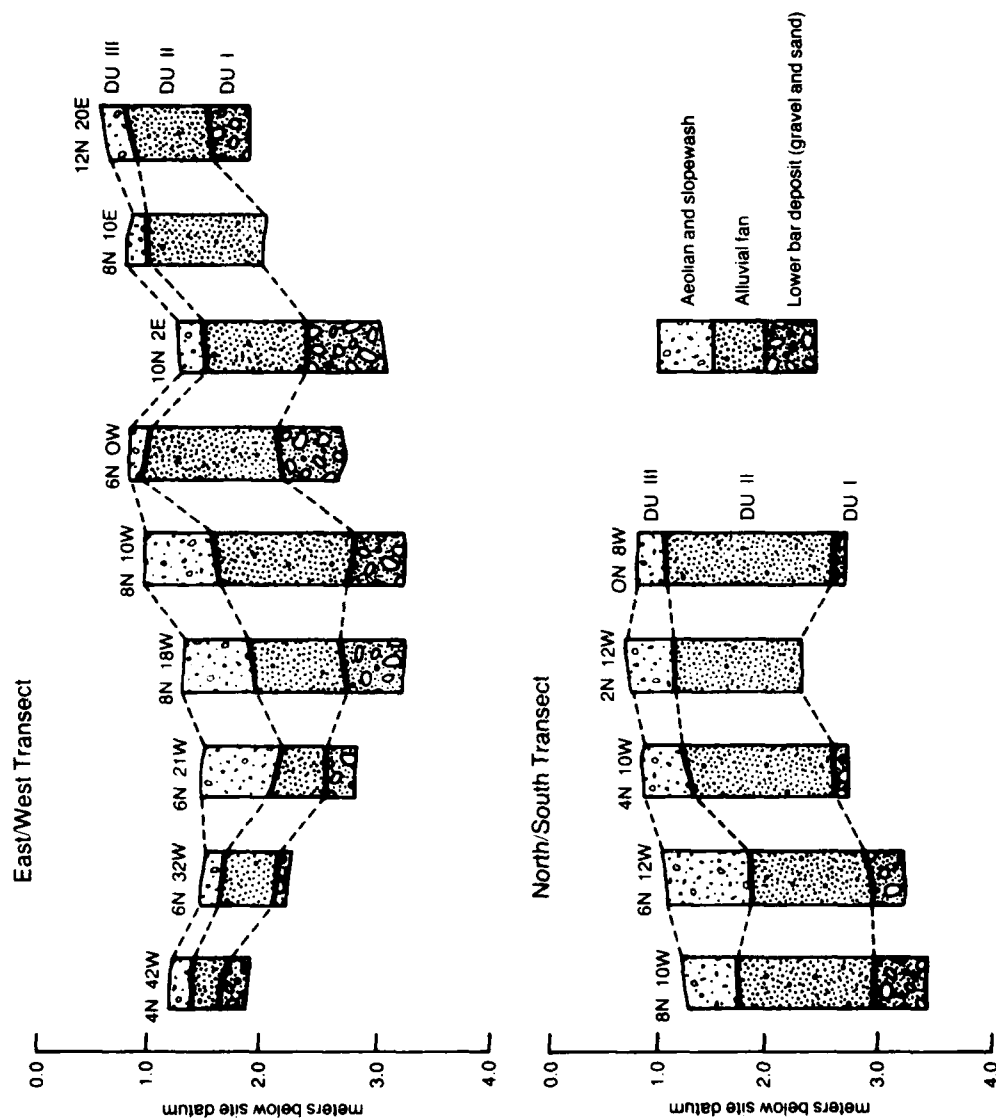 East/West Transect
4N 42W
6N 32W
6N 21W
8N 18W
8N 10W
6N 0W
10N 2E
8N 10E
12N 20E
DU III
DU II
DU I
0.0
1.0
2.0
3.0
4.0
meters below site datum
North/South Transect
8N 10W
6N 12W
4N 10W
2N 12W
0N 8W
DU III
DU II
DU I
0.0
1.0
2.0
3.0
4.0
meters below site datum
Aeolian and slopewash
Alluvial fan
Lower bar deposit (gravel and sand)